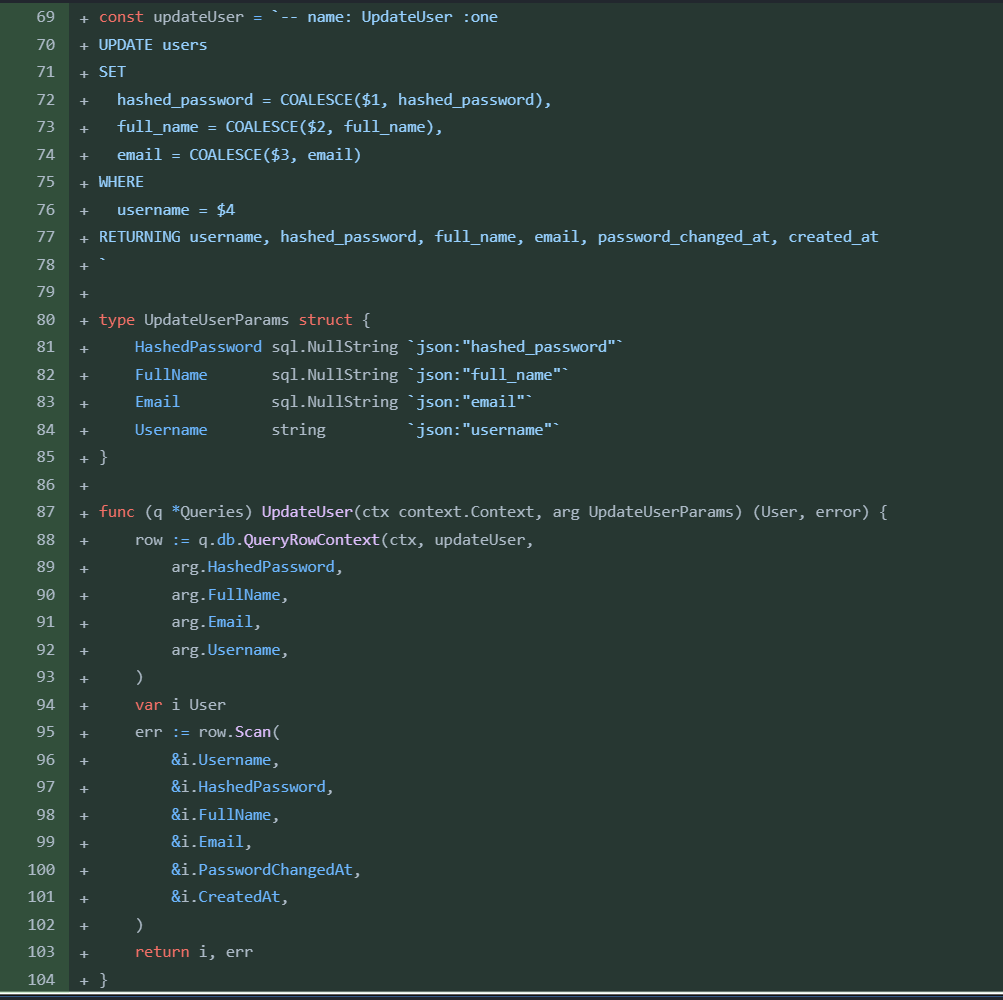 69 + const updateUser = `-- name: UpdateUser :one
70 + UPDATE users
71 + SET
72 +   hashed_password = COALESCE($1, hashed_password),
73 +   full_name = COALESCE($2, full_name),
74 +   email = COALESCE($3, email)
75 + WHERE
76 +   username = $4
77 + RETURNING username, hashed_password, full_name, email, password_changed_at, created_at
78 + `
79 +
80 + type UpdateUserParams struct {
81 +     HashedPassword sql.NullString `json:"hashed_password"`
82 +     FullName       sql.NullString `json:"full_name"`
83 +     Email          sql.NullString `json:"email"`
84 +     Username       string         `json:"username"`
85 + }
86 +
87 + func (q *Queries) UpdateUser(ctx context.Context, arg UpdateUserParams) (User, error) {
88 +     row := q.db.QueryRowContext(ctx, updateUser,
89 +         arg.HashedPassword,
90 +         arg.FullName,
91 +         arg.Email,
92 +         arg.Username,
93 +     )
94 +     var i User
95 +     err := row.Scan(
96 +         &i.Username,
97 +         &i.HashedPassword,
98 +         &i.FullName,
99 +         &i.Email,
100 +         &i.PasswordChangedAt,
101 +         &i.CreatedAt,
102 +     )
103 +     return i, err
104 + }